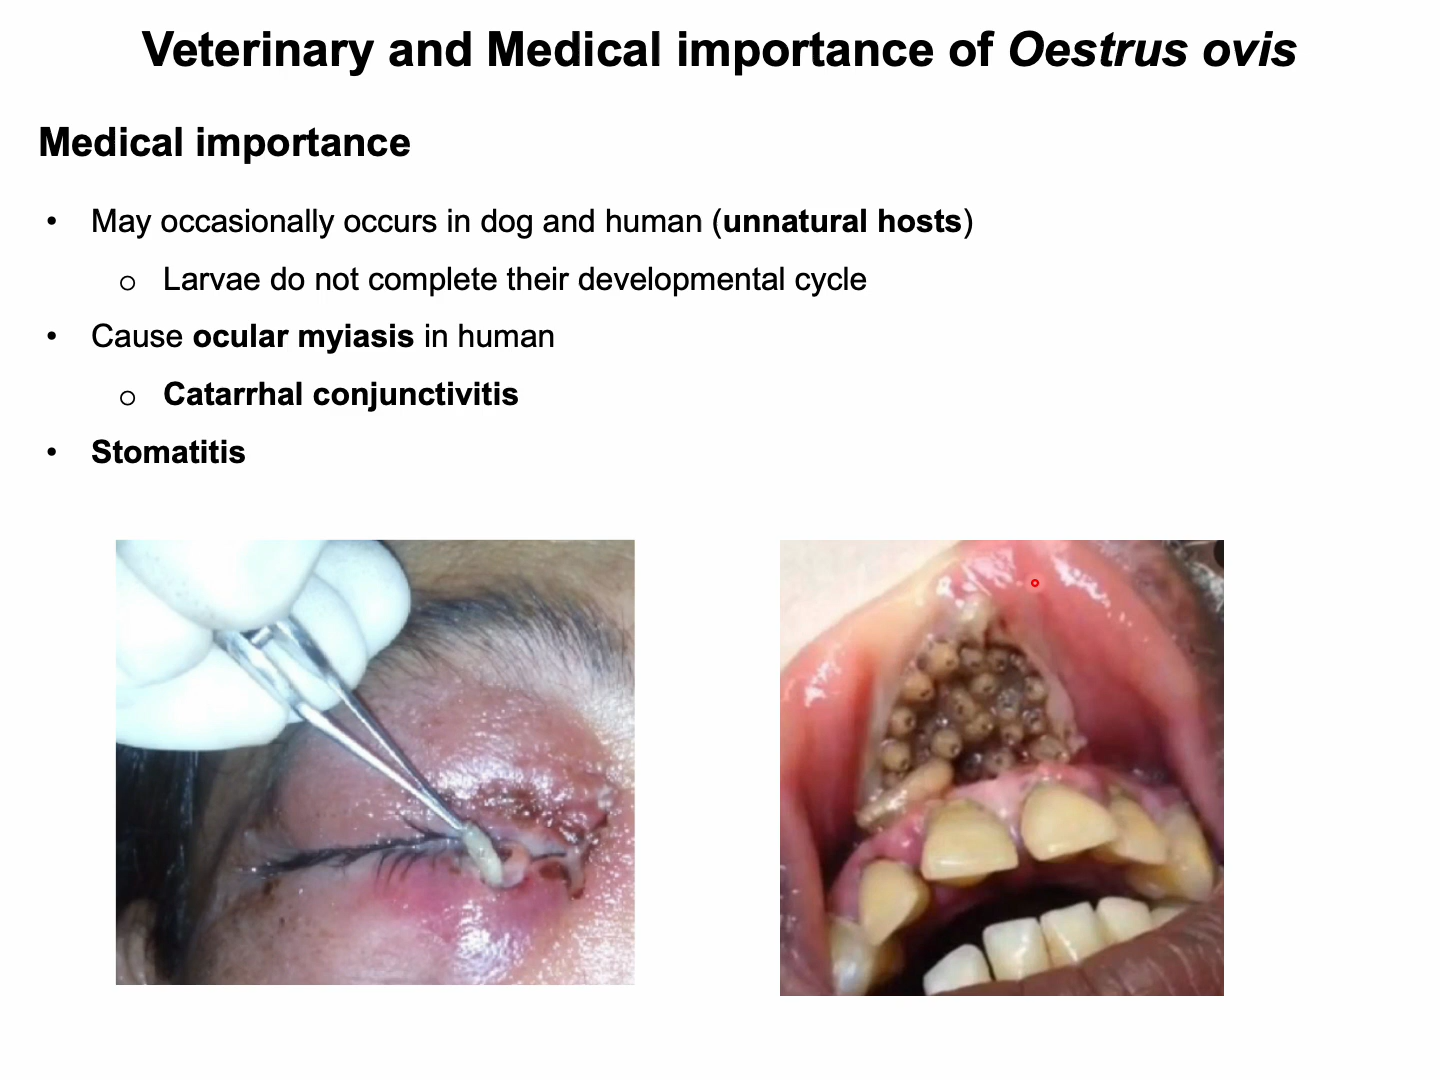 Veterinary and Medical importance of Oestrus ovis
Medical importance
• May occasionally occurs in dog and human (unnatural hosts)
o Larvae do not complete their developmental cycle
• Cause ocular myiasis in human
o Catarrhal conjunctivitis
• Stomatitis